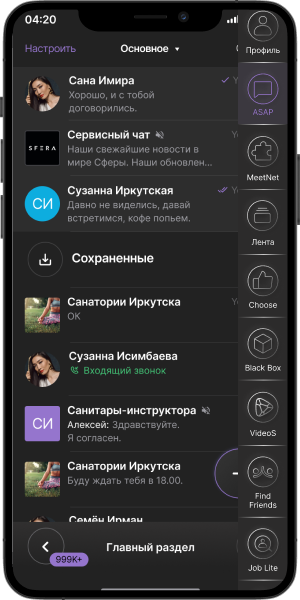 04:20
Настроить
Основное
Сана Имира
Хорошо, и с тобой
договорились.
SFERA
Сервисный чат
Наши свежайшие новости в
мире Сферы. Наши обновлен...
СИ
Сузанна Иркутская
Давно не виделись, давай
встретимся, кофе попьем.
Сохраненные
Санатории Иркутска
ОК
Сузанна Исимбаева
Входящий звонок
СИ
Санитары-инструктора
Алексей: Здравствуйте.
Я согласен.
Санатории Иркутска
Буду ждать тебя в 18.00.
Семён Ирман
999K+
Главный раздел
Профиль
ASAP
MeetNet
Лента
Choose
Black Box
VideoS
Find
Friends
Job Lite